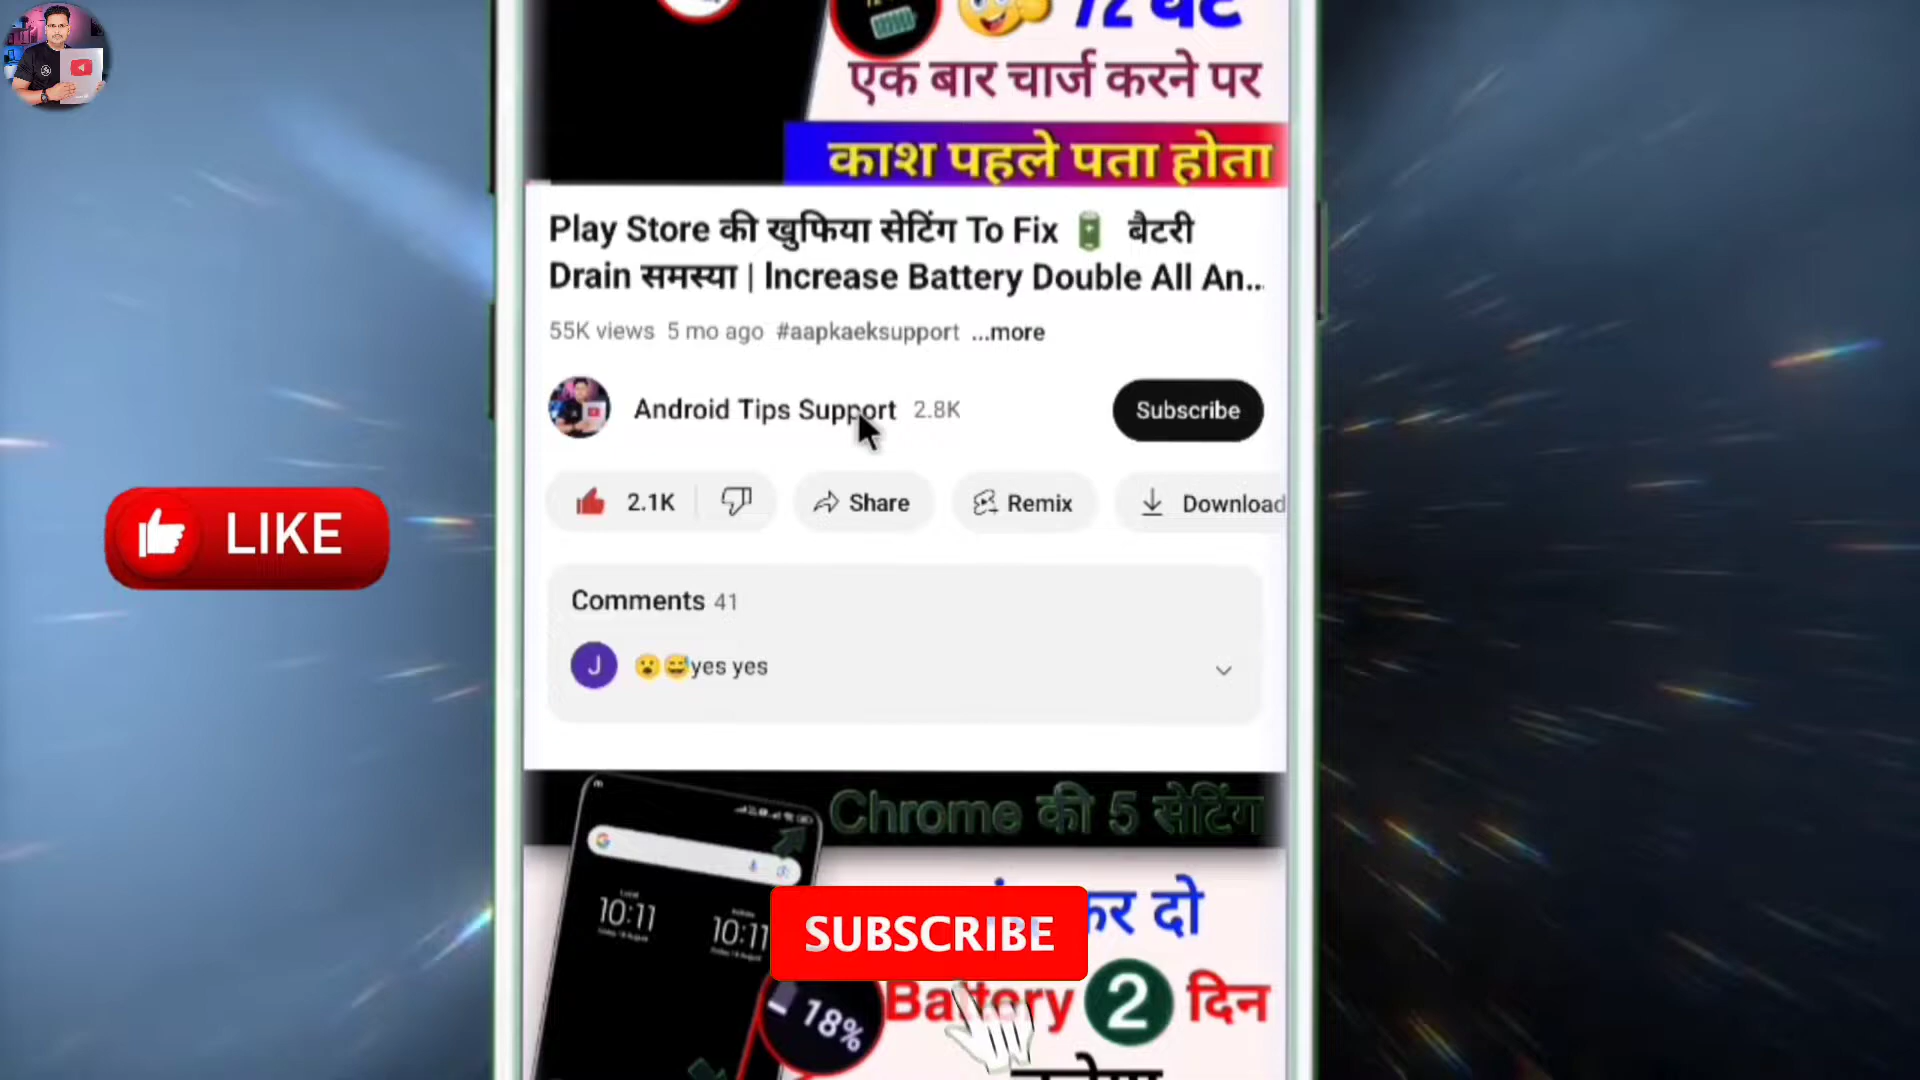 72 घंटे
एक बार चार्ज करने पर
काश पहले पता होता
Play Store की खुफिया सेटिंग To Fix 🔋 बैटरी
Drain समस्या | Increase Battery Double All An...
55K views 5 mo ago #aapkaeksupport ...more
Android Tips Support 2.8K
Subscribe
2.1K
Share
Remix
Download
LIKE
Comments 41
J
😮😅yes yes
Chrome की 5 सेटिंग
10:11
10:11
कर दो
SUBSCRIBE
Battery 2 दिन
18%